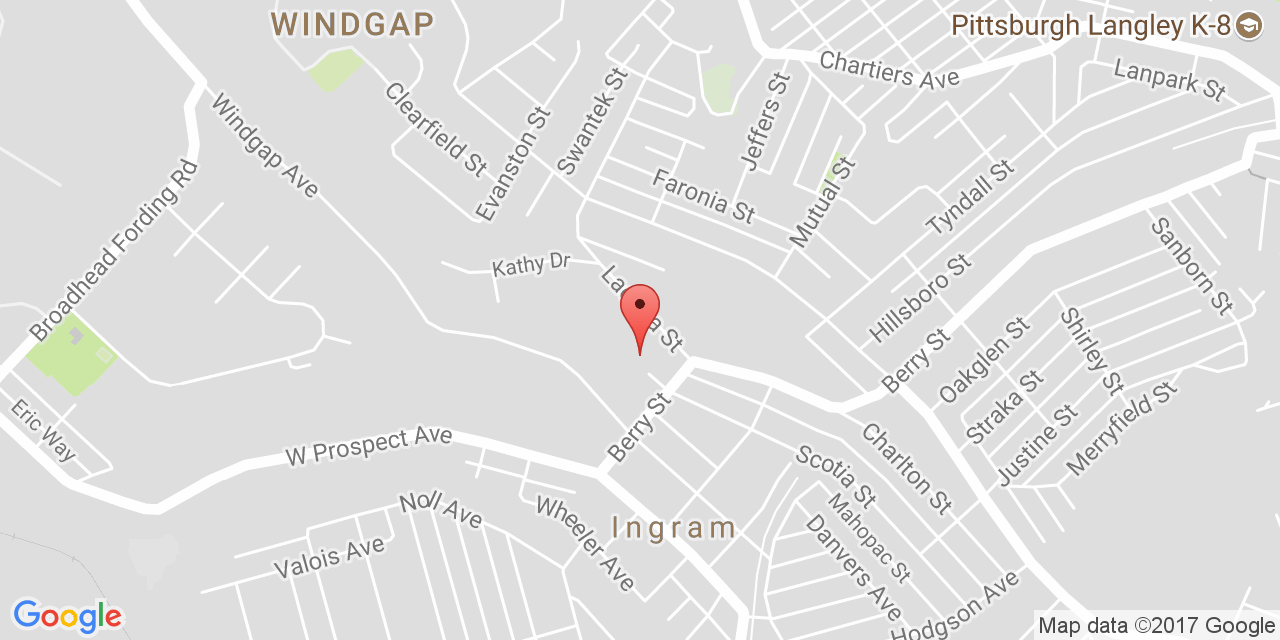 WINDGAP
Pittsburgh Langley K-8
Chartiers Ave
Lanpark St
Clearfield St
Swantek St
Jeffers St
Windgap Ave
Evanston St
Faronia St
Mutual St
Tyndall St
Broadhead Fording Rd
Kathy Dr
Sanborn St
Hillsboro St
Berry St
Oakglen St
Shirley St
Straka St
Justine St
Merryfield St
Eric Way
W Prospect Ave
Berry St
Scotia St
Charlton St
Noll Ave
Wheeler Ave
Ingram
Mahopac St
Danvers Ave
Valois Ave
Hodgson Ave
Google
Map data ©2017 Google